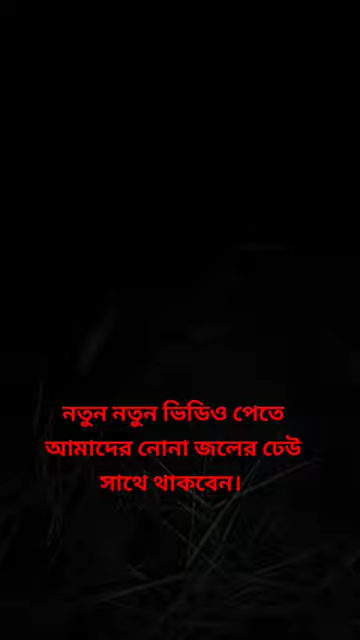 নতুন নতুন ভিডিও পেতে
আমাদের নোনা জলের ঢেউ
সাথে থাকবেন।